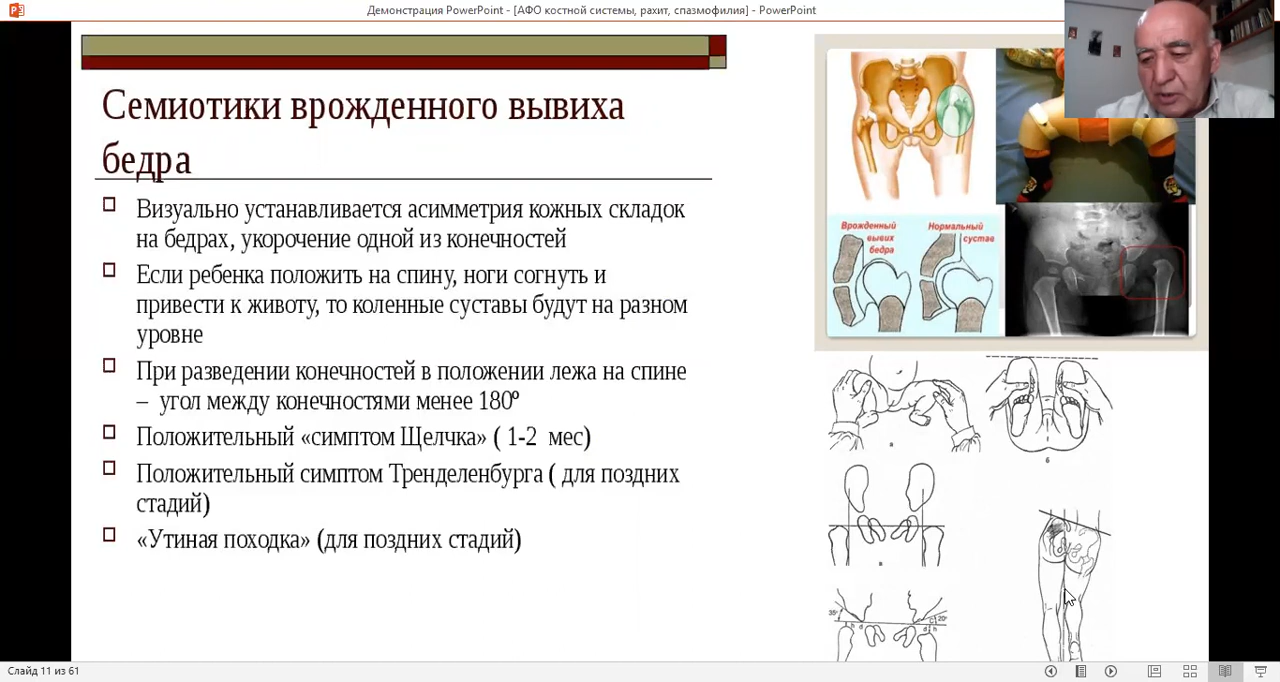 Демонстрация PowerPoint - [АФО костной системы, рахит, спазмофилия] - PowerPoint
Семиотики врожденного вывиха
бедра
Визуально устанавливается асимметрия кожных складок
на бедрах, укорочение одной из конечностей
Если ребенка положить на спину, ноги согнуть и
привести к животу, то коленные суставы будут на разном
уровне
При разведении конечностей в положении лежа на спине
– угол между конечностями менее 180º
Положительный «симптом Щелчка» ( 1-2 мес)
Положительный симптом Тренделенбурга ( для поздних
стадий)
«Утиная походка» (для поздних стадий)
Врожденный
вывих
бедра
Нормальный
сустав
а
б
в
35°
h d
20°
c
d h
Слайд 11 из 61